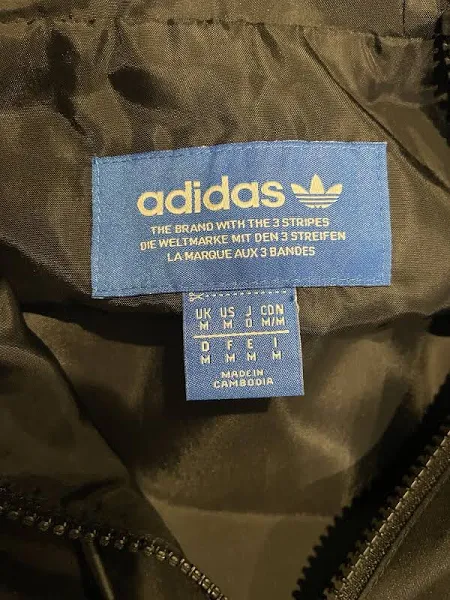 adidas
THE BRAND WITH THE 3 STRIPES
DIE WELTMARKE MIT DEN 3 STREIFEN
LA MARQUE AUX 3 BANDES
UK US J CDN
M M O M/M
D F E I
M M M M
MADE IN
CAMBODIA